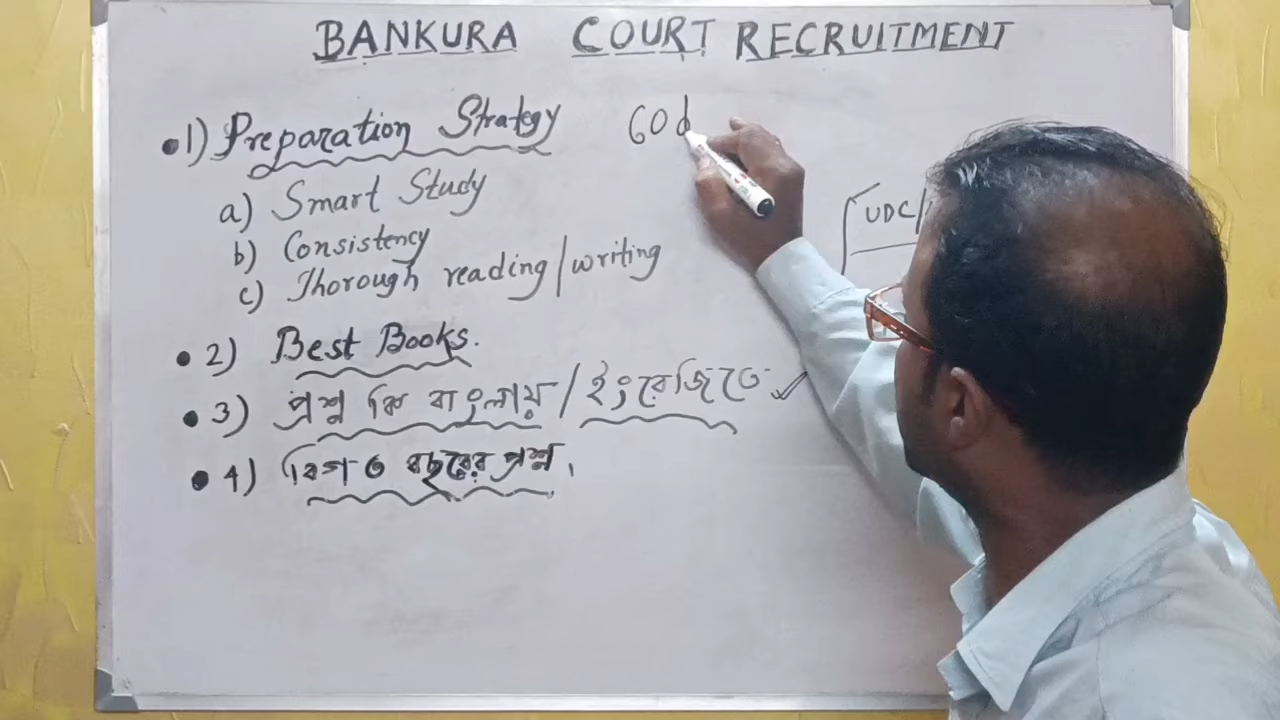 BANKURA COURT RECRUITMENT
1) Preparation Strategy 60d
a) Smart Study
UDC/
b) Consistency
c) Thorough reading/writing
2) Best Books.
3) প্রশ্ন কি বাংলায়/ইংরেজিতে
4) বিগত বছরের প্রশ্ন।